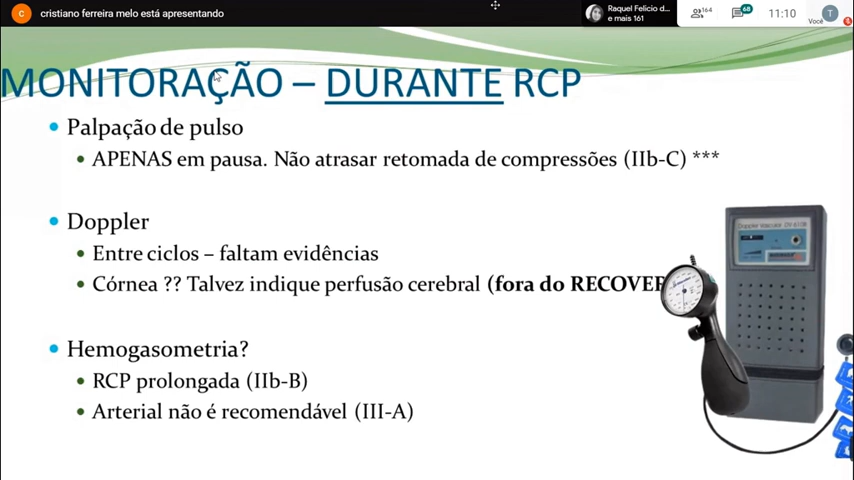 C
cristiano ferreira melo está apresentando
Raquel Felicio d...
e mais 161
164
68
11:10
Você
T
MONITORAÇÃO – DURANTE RCP
• Palpação de pulso
• APENAS em pausa. Não atrasar retomada de compressões (IIb-C) ***
• Doppler
• Entre ciclos – faltam evidências
• Córnea ?? Talvez indique perfusão cerebral (fora do RECOVER
• Hemogasometria?
• RCP prolongada (IIb-B)
• Arterial não é recomendável (III-A)
Doppler Vascular